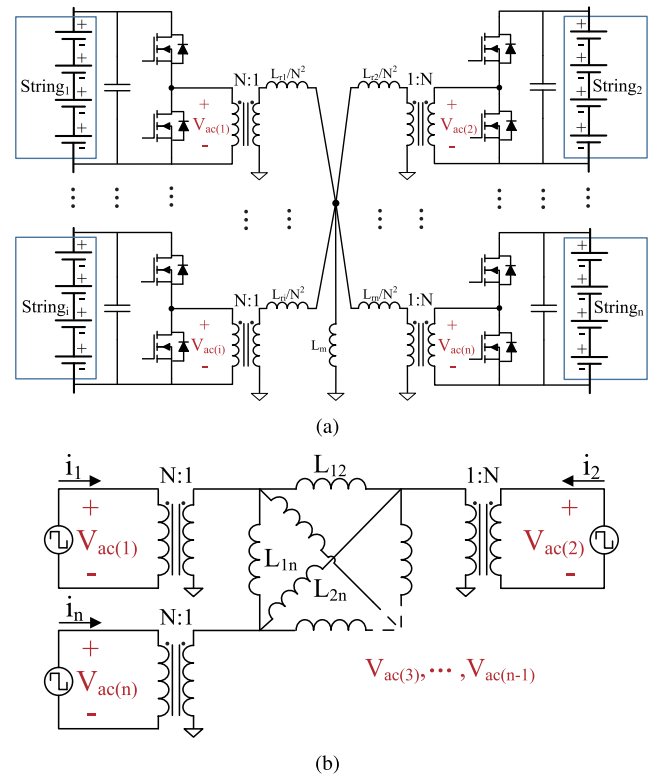 String₁ N:1 Lᵣ₁/N² Lᵣ₂/N² 1:N String₂
+ Vac(1) - + Vac(2) -
Stringᵢ N:1 Lᵣᵢ/N² Lₘ/N² 1:N Stringₙ
+ Vac(i) - Lₘ + Vac(n) -
(a)
i₁ N:1 L₁₂ 1:N i₂
+ Vac(1) - L₁ₙ L₂ₙ + Vac(2) -
iₙ N:1
+ Vac(n) - Vac(3),···,Vac(n-1)
(b)